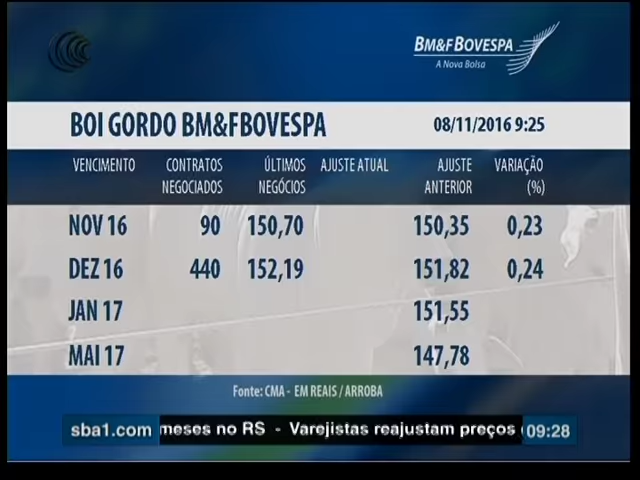 BM&FBOVESPA
A Nova Bolsa
BOI GORDO BM&FBOVESPA 08/11/2016 9:25
VENCIMENTO CONTRATOS NEGOCIADOS ÚLTIMOS NEGÓCIOS AJUSTE ATUAL AJUSTE ANTERIOR VARIAÇÃO (%)
NOV 16 90 150,70 150,35 0,23
DEZ 16 440 152,19 151,82 0,24
JAN 17 151,55
MAI 17 147,78
Fonte: CMA - EM REAIS / ARROBA
sba1.com meses no RS - Varejistas reajustam preços 09:28